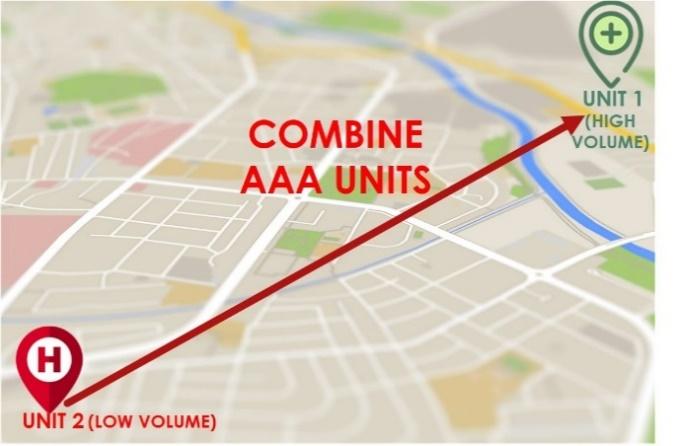 UNIT 1
(HIGH
VOLUME)
COMBINE
AAA UNITS
H
UNIT 2 (LOW VOLUME)